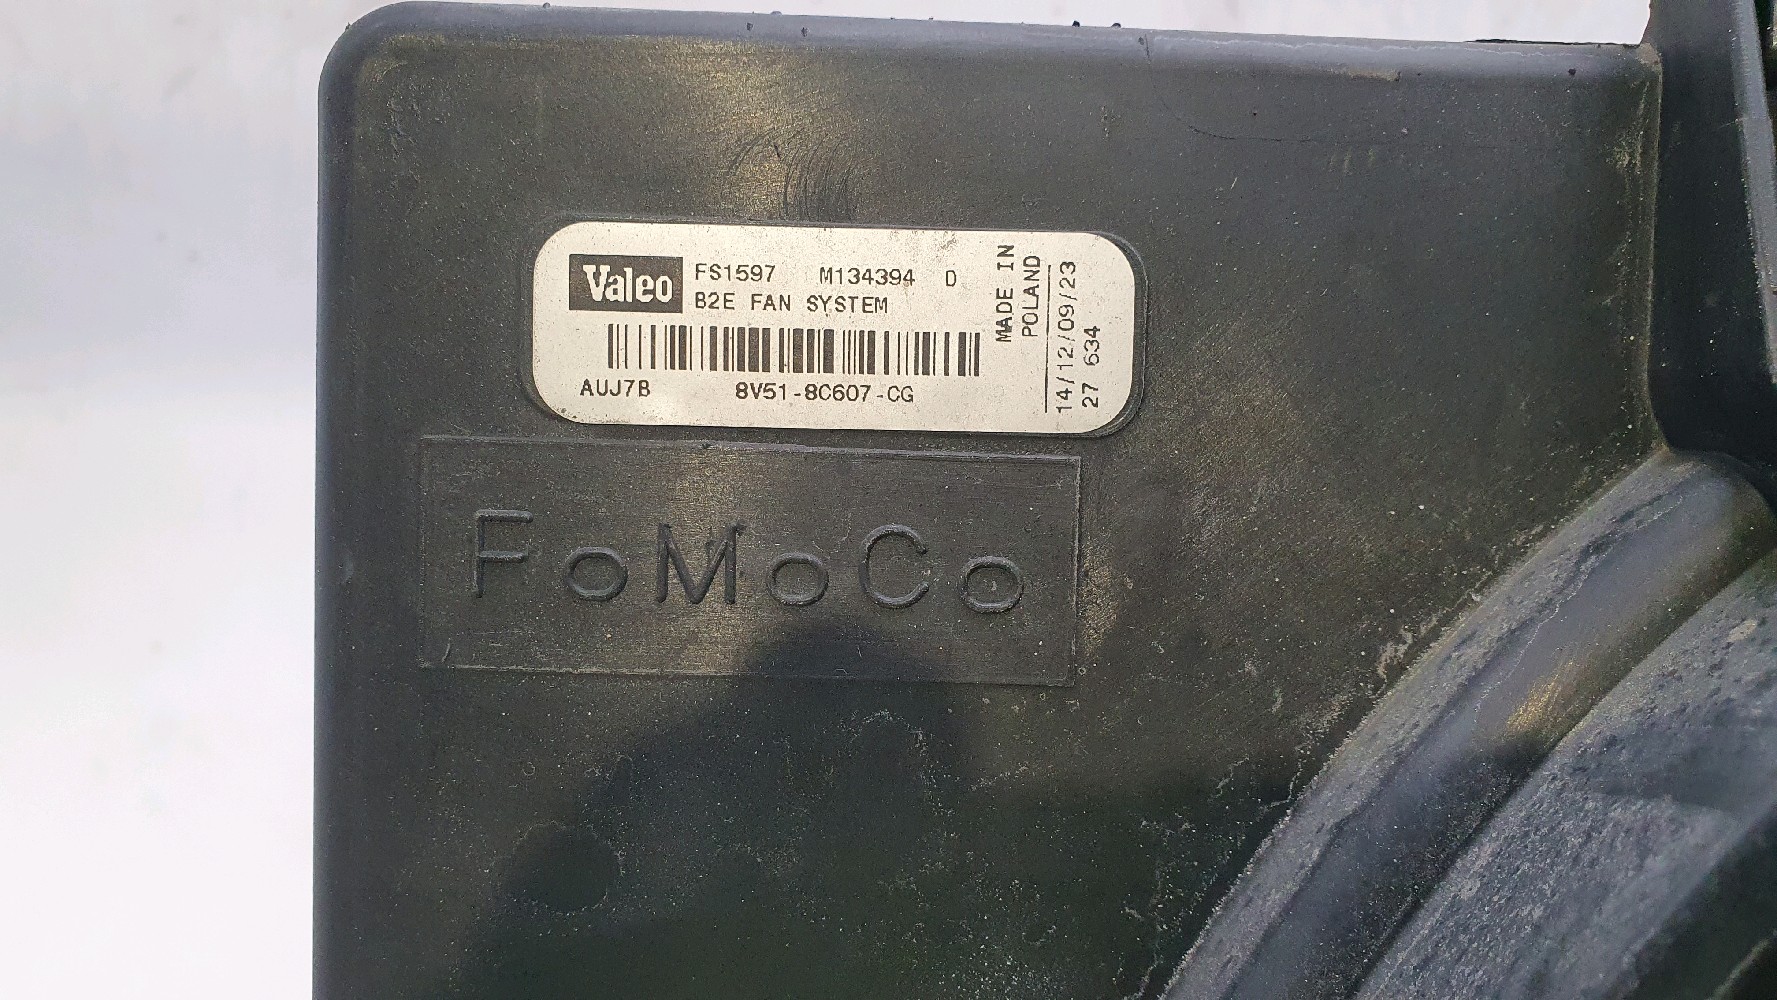 Valeo FS1597 M134394 D
B2E FAN SYSTEM
AUJ7B 8V51-8C607-CG
MADE IN
POLAND
14/12/09/23
27 634
FoMoCo